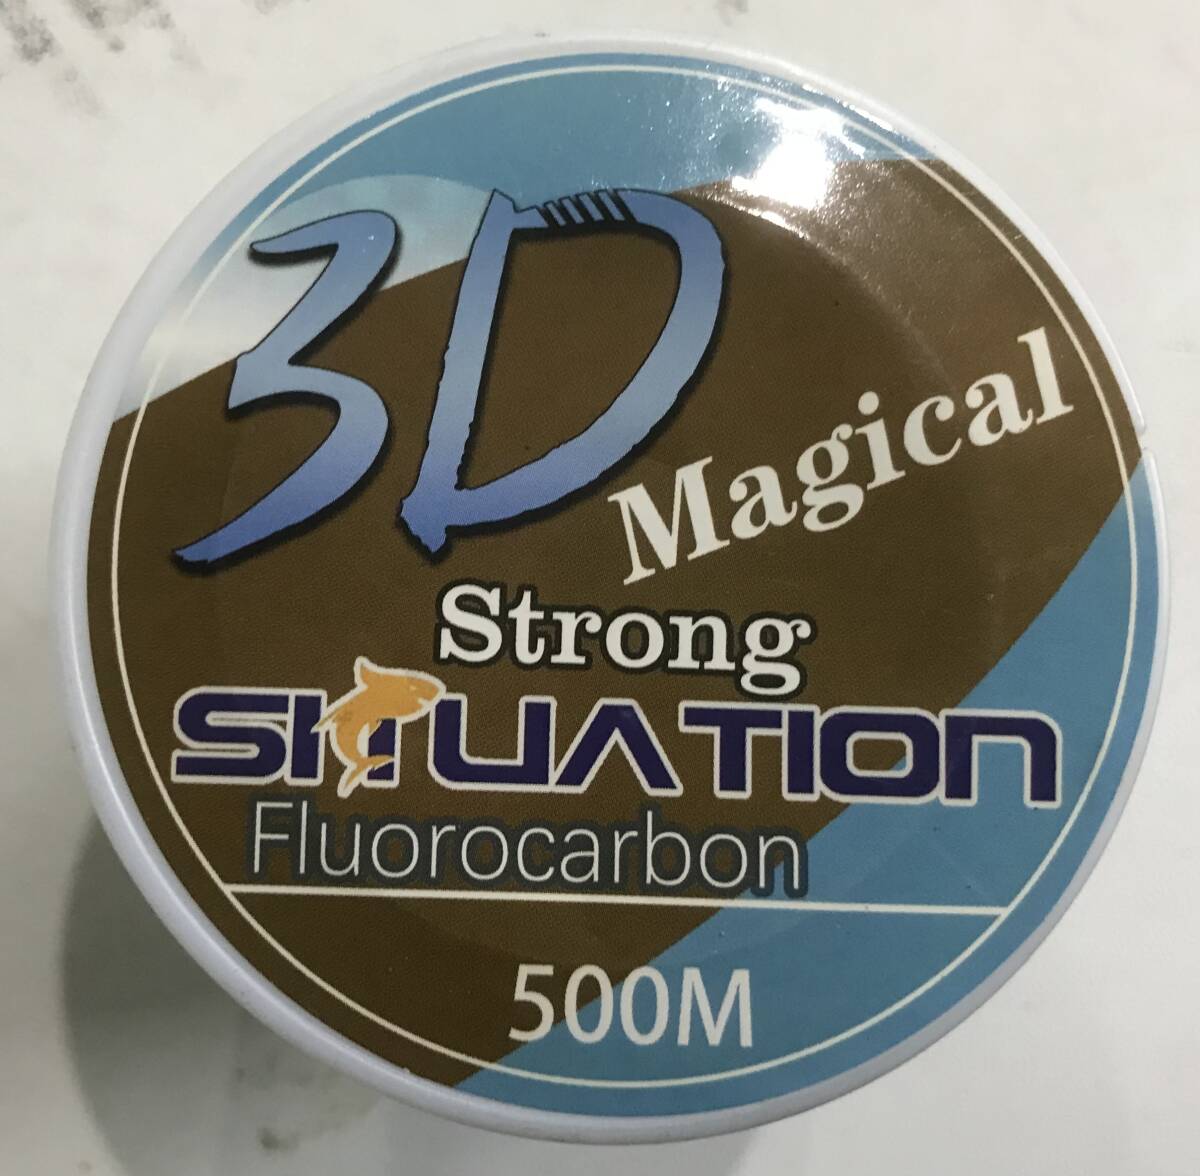 3D
Magical
Strong
SITUATION
Fluorocarbon
500M